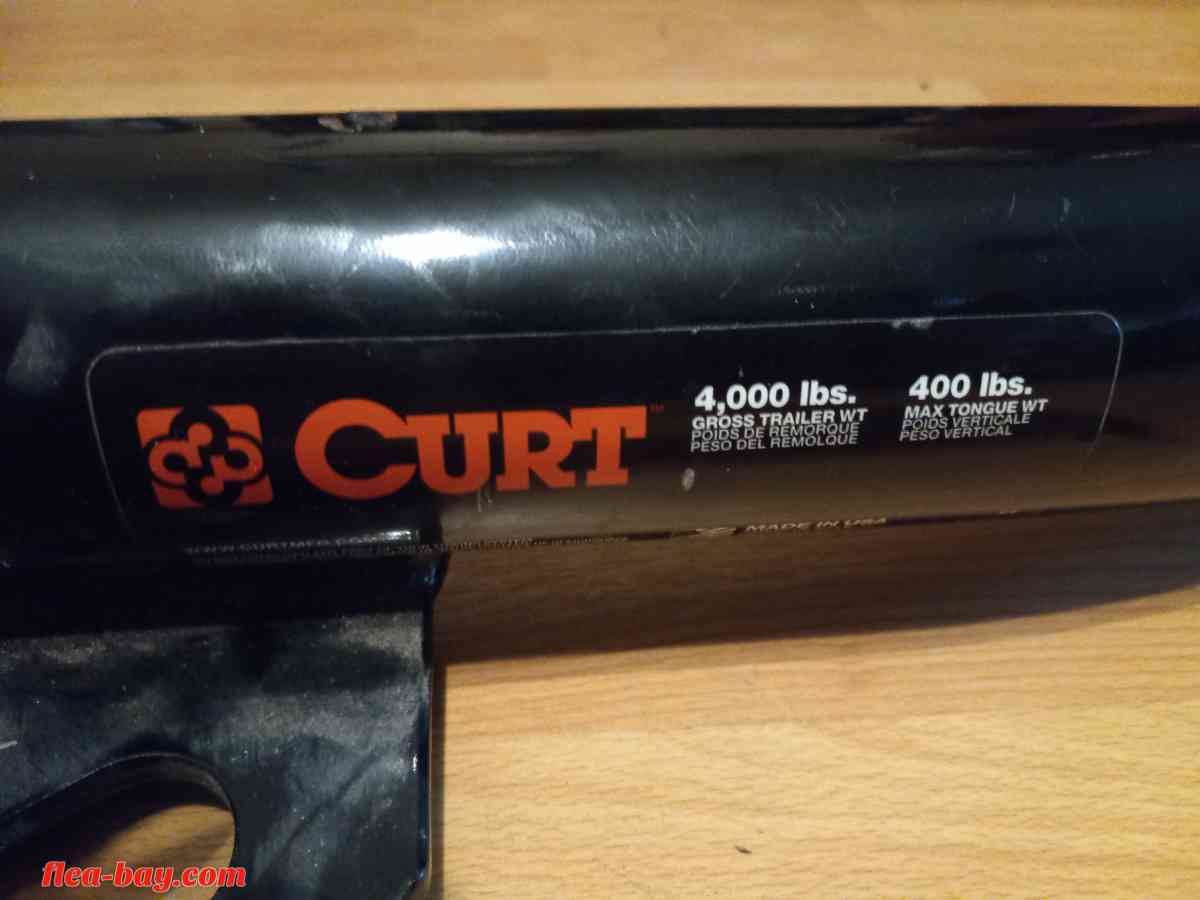 CURT™
4,000 lbs.
GROSS TRAILER WT
POIDS DE REMORQUE
PESO DEL REMOLQUE
400 lbs.
MAX TONGUE WT
POIDS VERTICALE
PESO VERTICAL
MADE IN USA
flea-bay.com